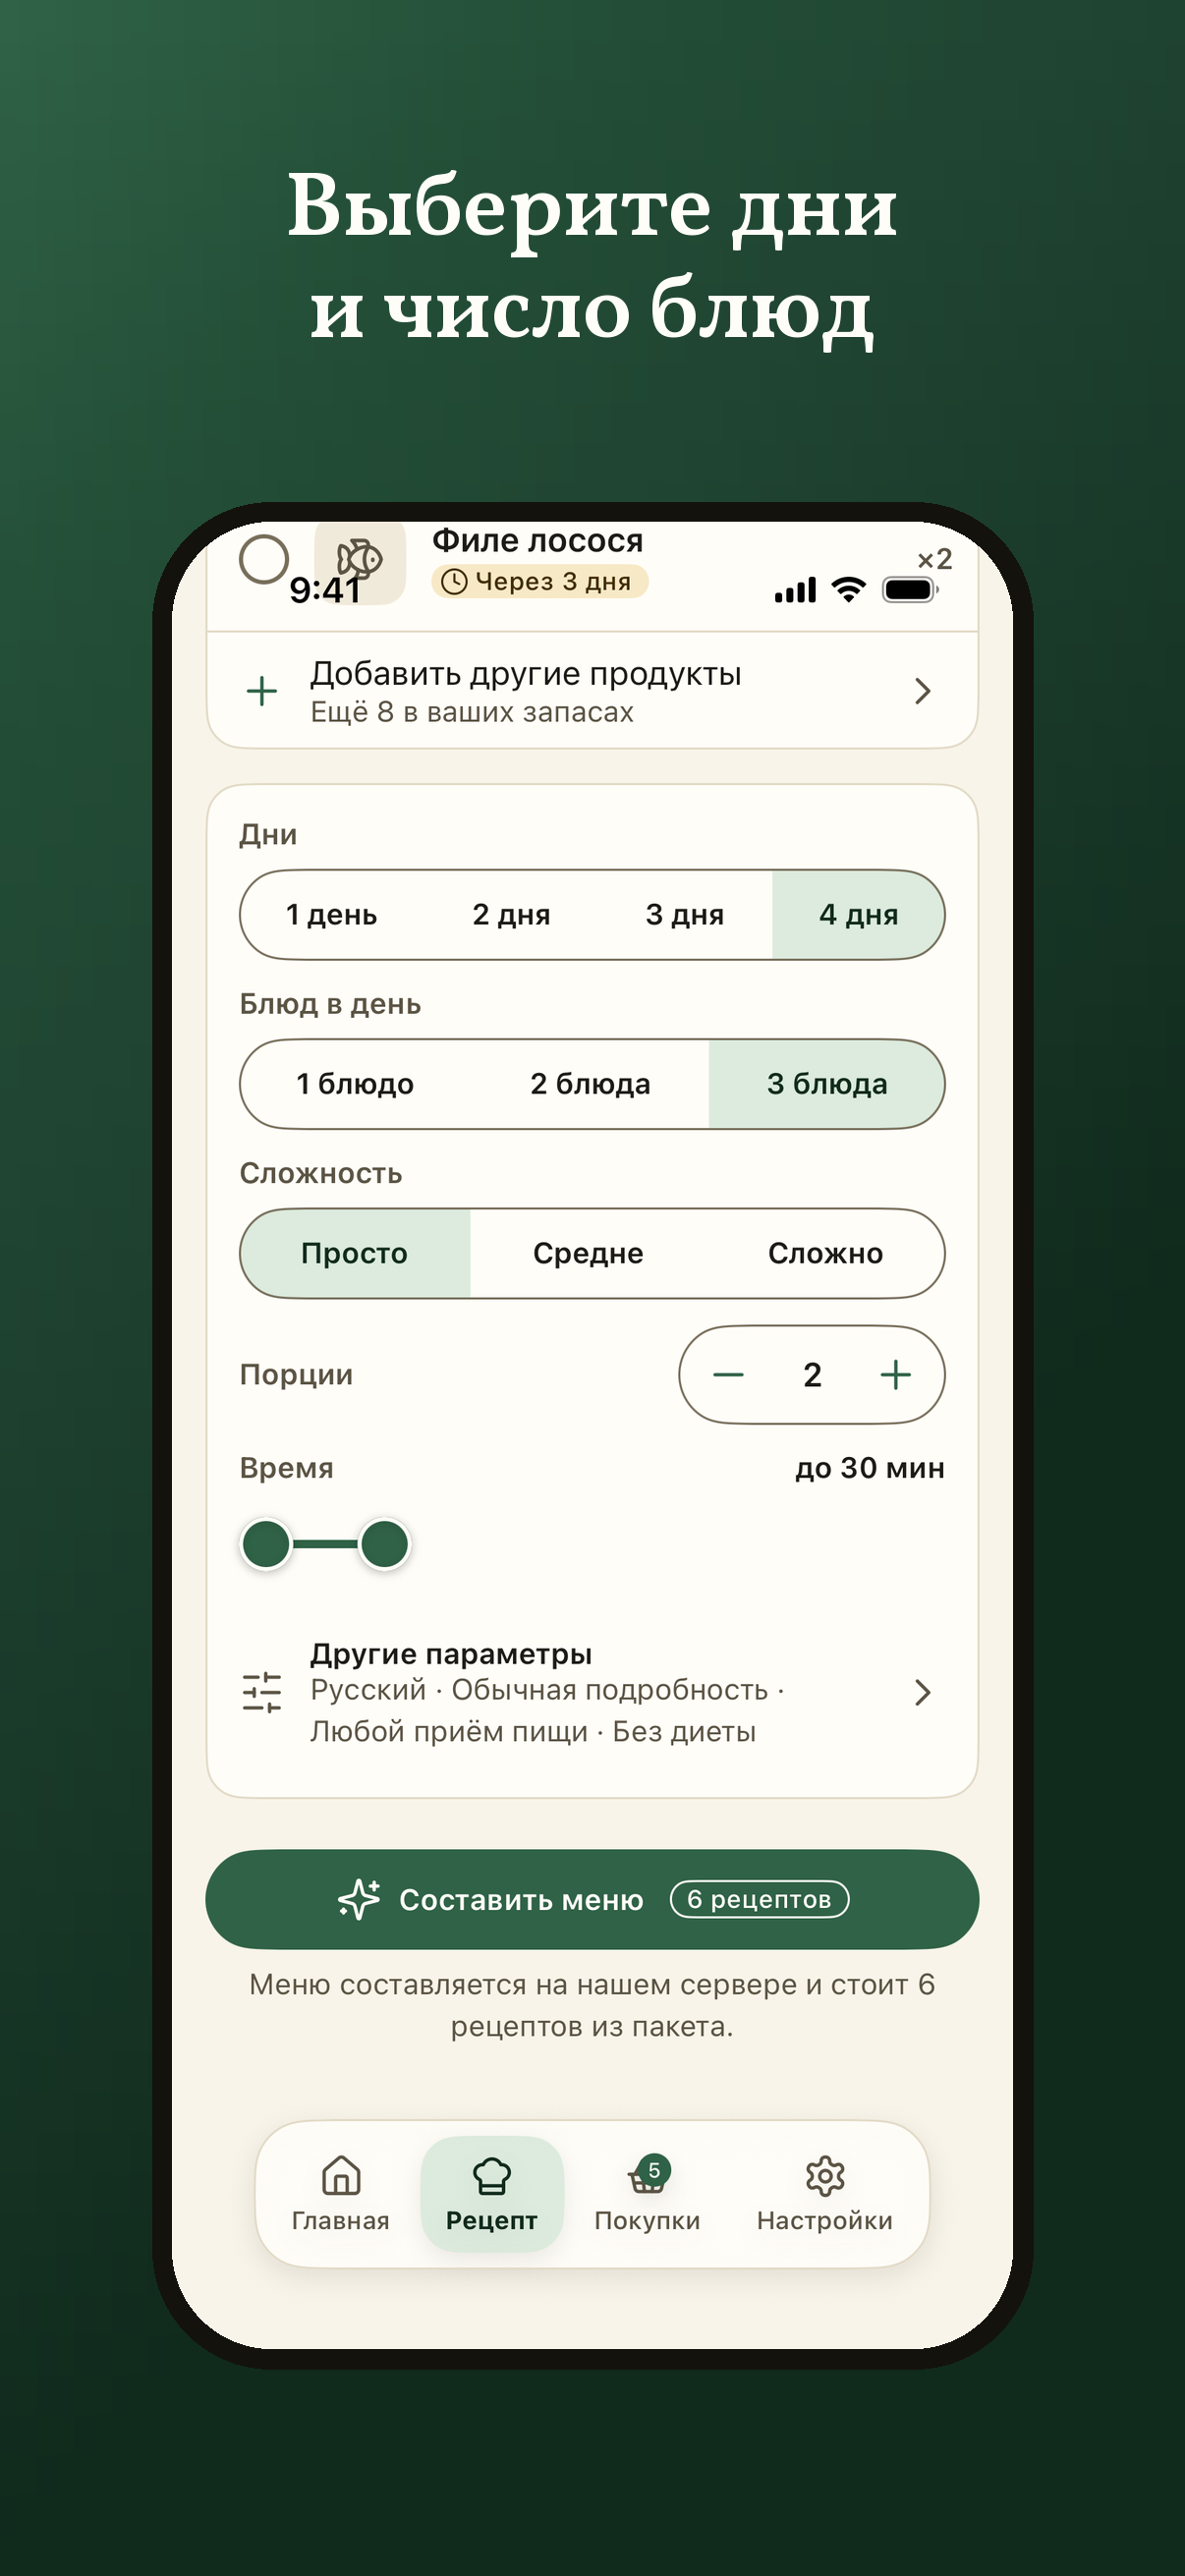 Выберите дни
и число блюд
Филе лосося
×2
Через 3 дня
9:41
Добавить другие продукты
Ещё 8 в ваших запасах
Дни
1 день 2 дня 3 дня 4 дня
Блюд в день
1 блюдо 2 блюда 3 блюда
Сложность
Просто Средне Сложно
Порции 2
Время до 30 мин
Другие параметры
Русский · Обычная подробность ·
Любой приём пищи · Без диеты
Составить меню 6 рецептов
Меню составляется на нашем сервере и стоит 6
рецептов из пакета.
5
Главная Рецепт Покупки Настройки